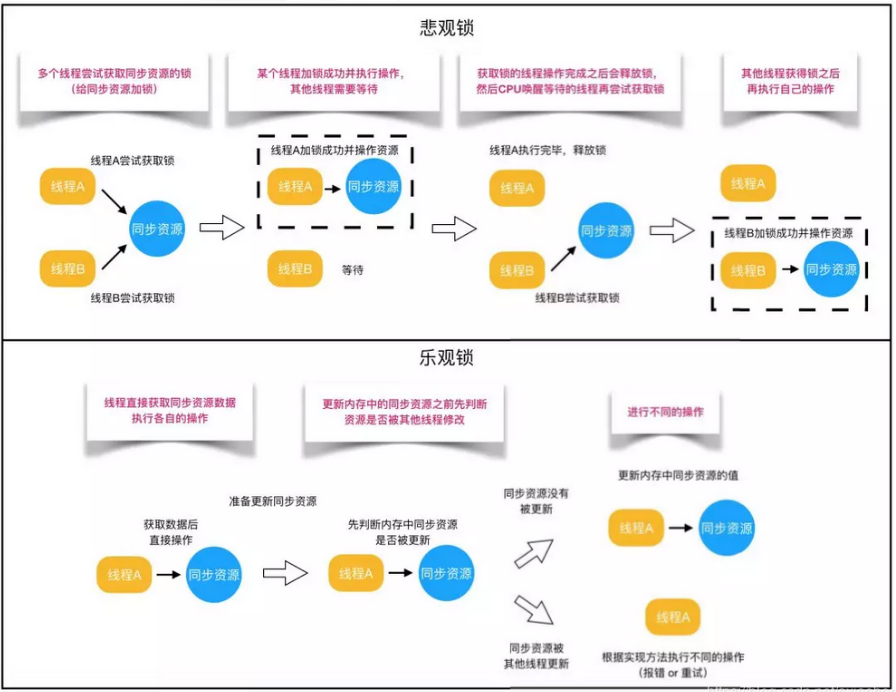 悲观锁
多个线程尝试获取同步资源的锁
（给同步资源加锁）
某个线程加锁成功并执行操作，
其他线程需要等待
获取锁的线程操作完成之后会释放锁，
然后CPU唤醒等待的线程再尝试获取锁
其他线程获得锁之后
再执行自己的操作
线程A尝试获取锁
线程A
同步资源
线程B
线程B尝试获取锁
线程A加锁成功并操作资源
线程A
同步资源
线程B
等待
线程A执行完毕，释放锁
线程A
同步资源
线程B
线程B尝试获取锁
线程A
线程B加锁成功并操作资源
线程B
同步资源
乐观锁
线程直接获取同步资源数据
执行各自的操作
更新内存中的同步资源之前先判断
资源是否被其他线程修改
进行不同的操作
获取数据后
直接操作
线程A
同步资源
准备更新同步资源
先判断内存中同步资源
是否被更新
线程A
同步资源
同步资源没有
被更新
更新内存中同步资源的值
线程A
同步资源
同步资源被
其他线程更新
线程A
根据实现方法执行不同的操作
（报错 or 重试）